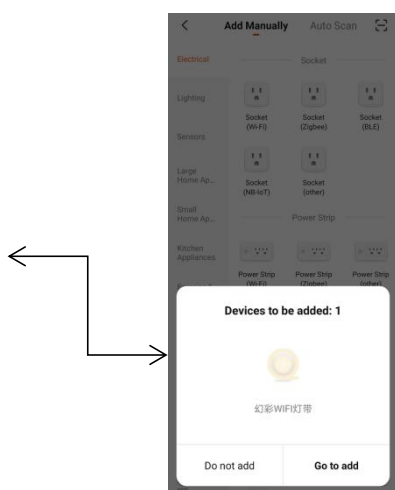 Add Manually Auto Scan
Electrical
Socket
Lighting
Socket
(Wi-Fi)
Socket
(Zigbee)
Socket
(BLE)
Sensors
Large
Home Ap...
Socket
(NB-IoT)
Socket
(other)
Small
Home Ap...
Power Strip
Kitchen
Appliances
Power Strip
(Wi-Fi)
Power Strip
(Zigbee)
Power Strip
(other)
Devices to be added: 1
幻彩WIFI灯带
Do not add Go to add